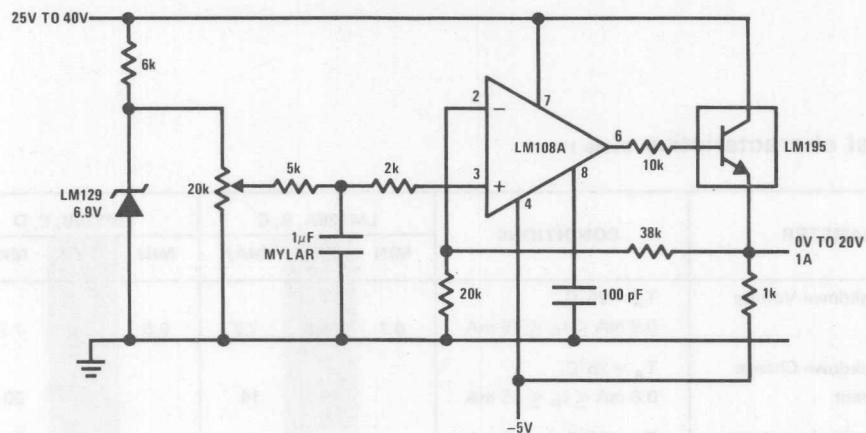 25V TO 40V
6k
LM129
6.9V
20k
5k
1μF
MYLAR
2k
2
3
7
4
6
8
LM108A
10k
LM195
38k
20k
100 pF
0V TO 20V
1A
1k
–5V